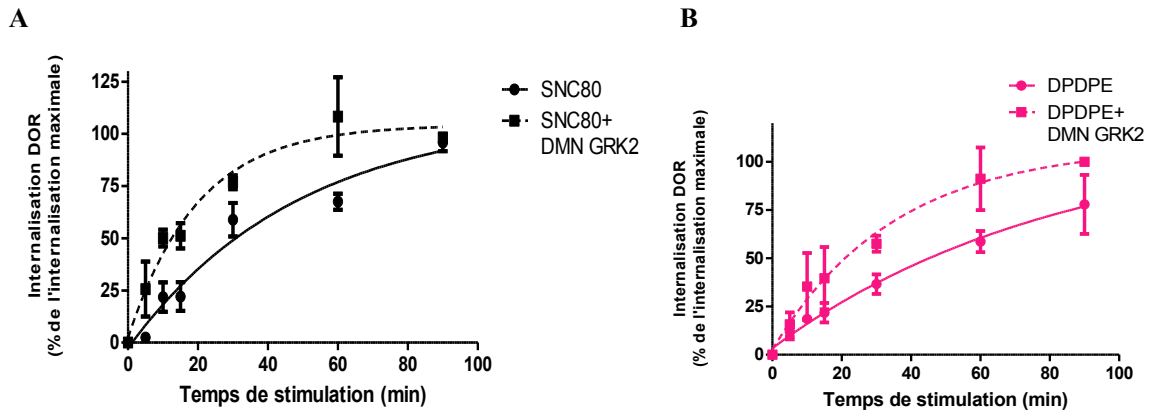 A
Internalisation DOR
(% de l'internalisation maximale)
125
100
75
50
25
0
0 20 40 60 80 100
Temps de stimulation (min)
SNC80
SNC80+
DMN GRK2
B
Internalisation DOR
(% de l'internalisation maximale)
125
100
75
50
25
0
0 20 40 60 80 100
Temps de stimulation (min)
DPDPE
DPDPE+
DMN GRK2